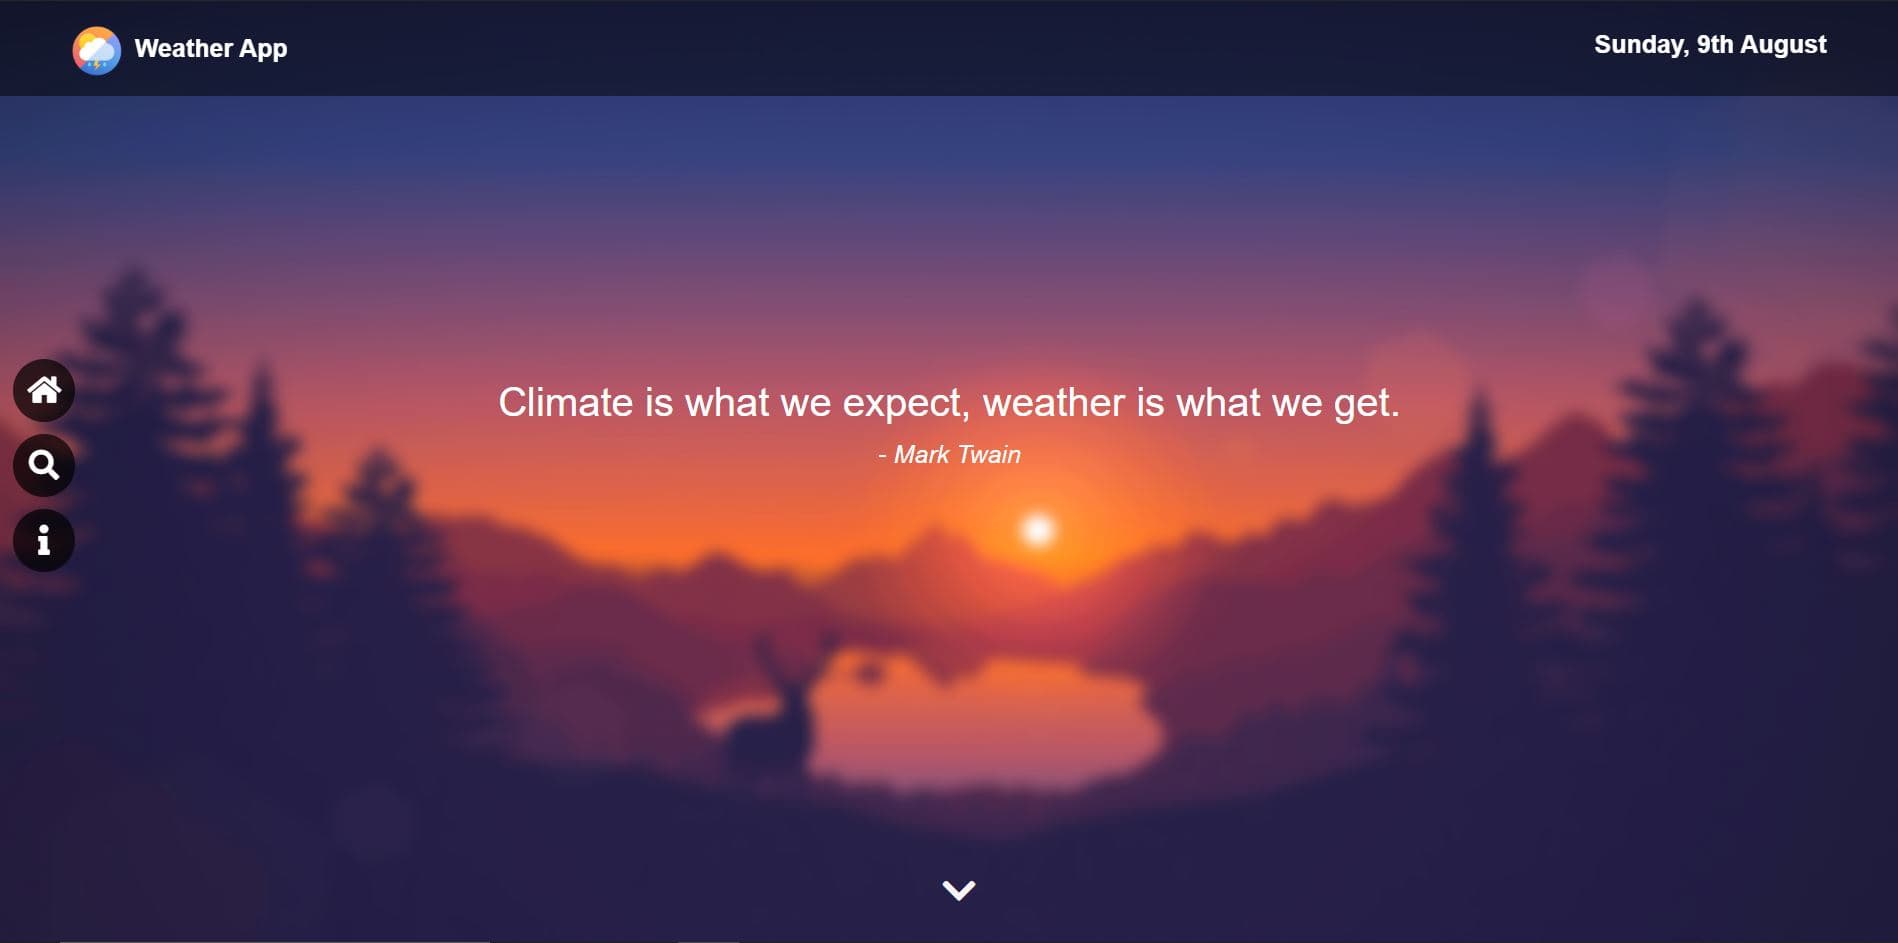 Weather App
Sunday, 9th August
Climate is what we expect, weather is what we get.
- Mark Twain